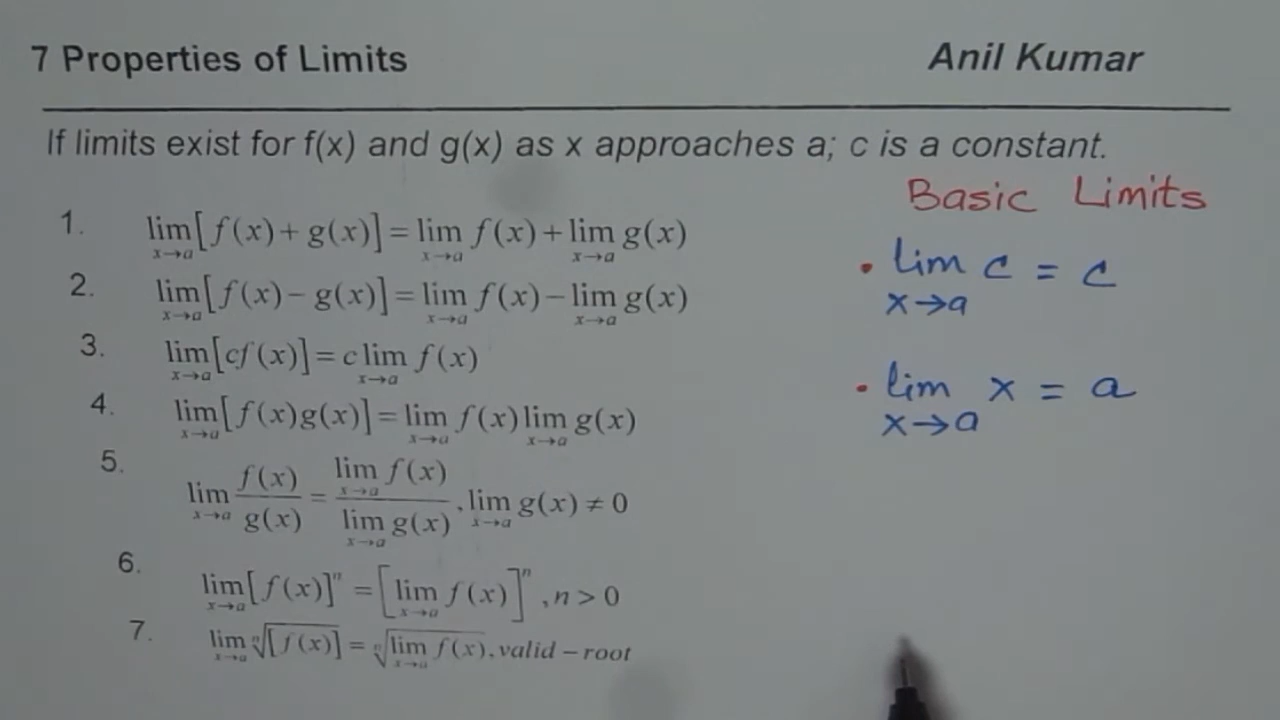 7 Properties of Limits Anil Kumar
If limits exist for f(x) and g(x) as x approaches a; c is a constant.
Basic Limits
1. lim x→a [f(x) + g(x)] = lim x→a f(x) + lim x→a g(x)
• lim x→a c = c
2. lim x→a [f(x) − g(x)] = lim x→a f(x) − lim x→a g(x)
3. lim x→a [cf(x)] = c lim x→a f(x)
• lim x→a x = a
4. lim x→a [f(x)g(x)] = lim x→a f(x) lim x→a g(x)
5. lim x→a f(x)/g(x) = lim x→a f(x) / lim x→a g(x), lim x→a g(x) ≠ 0
6. lim x→a [f(x)]ⁿ = [lim x→a f(x)]ⁿ, n > 0
7. lim x→a ⁿ√[f(x)] = ⁿ√lim x→a f(x), valid − root